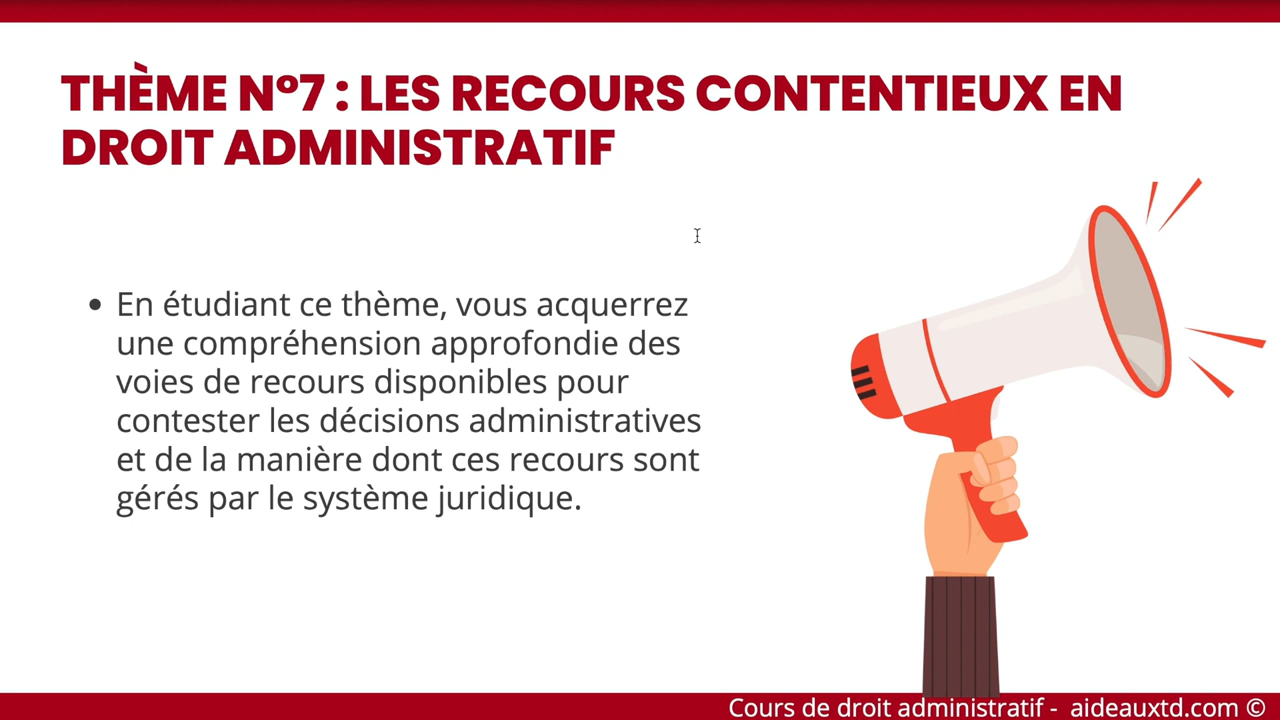 THÈME N°7 : LES RECOURS CONTENTIEUX EN
DROIT ADMINISTRATIF
• En étudiant ce thème, vous acquerrez
une compréhension approfondie des
voies de recours disponibles pour
contester les décisions administratives
et de la manière dont ces recours sont
gérés par le système juridique.
Cours de droit administratif - aideauxtd.com ©